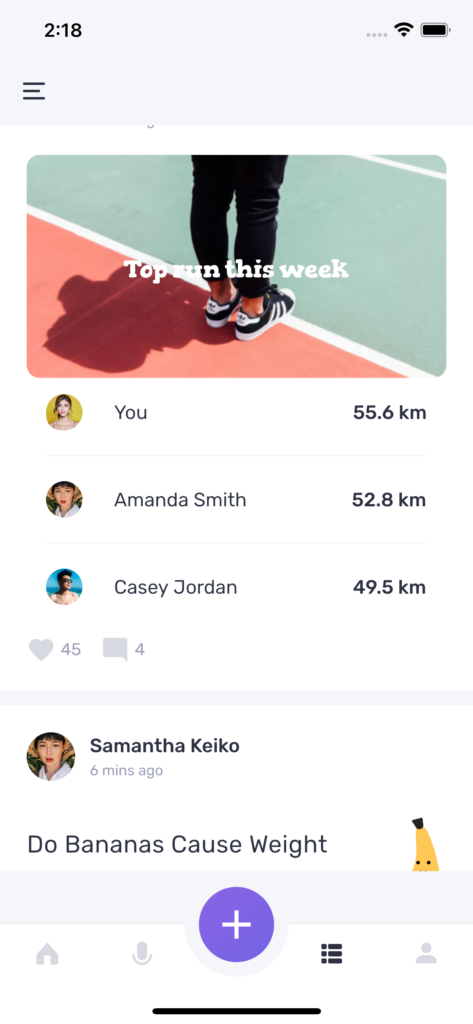 2:18
Top run this week
You 55.6 km
Amanda Smith 52.8 km
Casey Jordan 49.5 km
45 4
Samantha Keiko
6 mins ago
Do Bananas Cause Weight